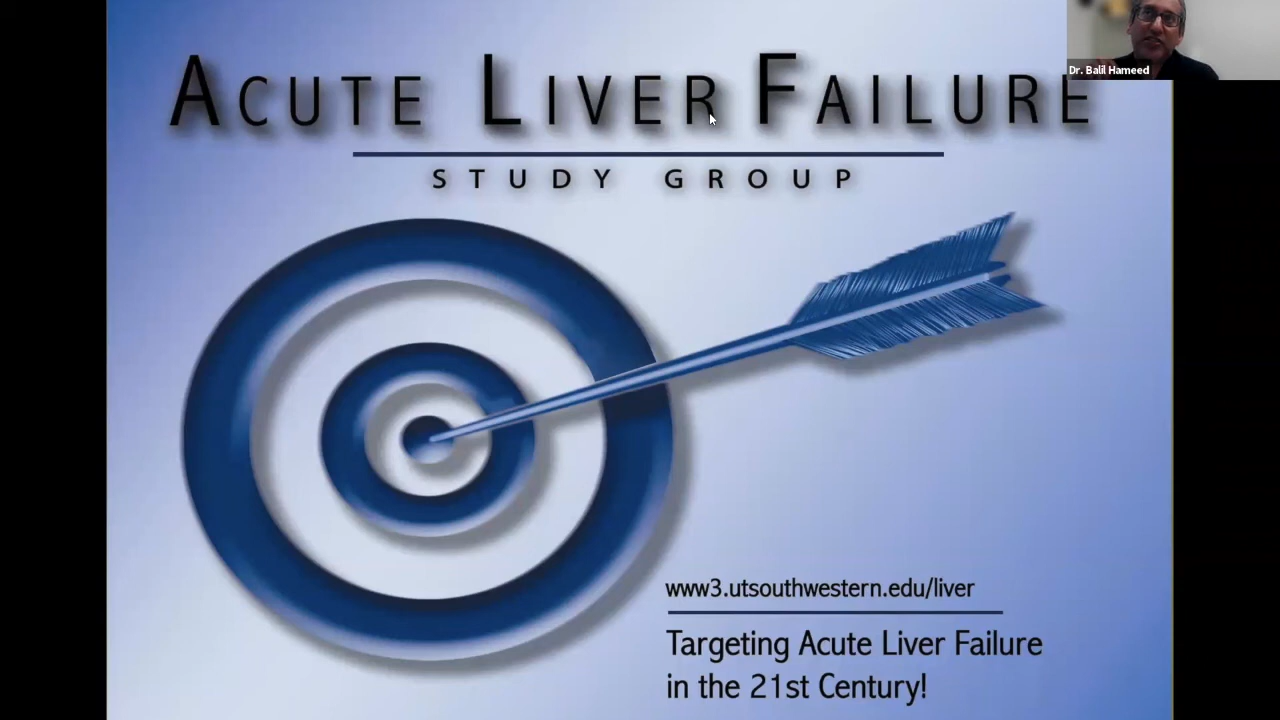 Dr. Balil Hameed
ACUTE LIVER FAILURE
STUDY GROUP
www3.utsouthwestern.edu/liver
Targeting Acute Liver Failure
in the 21st Century!